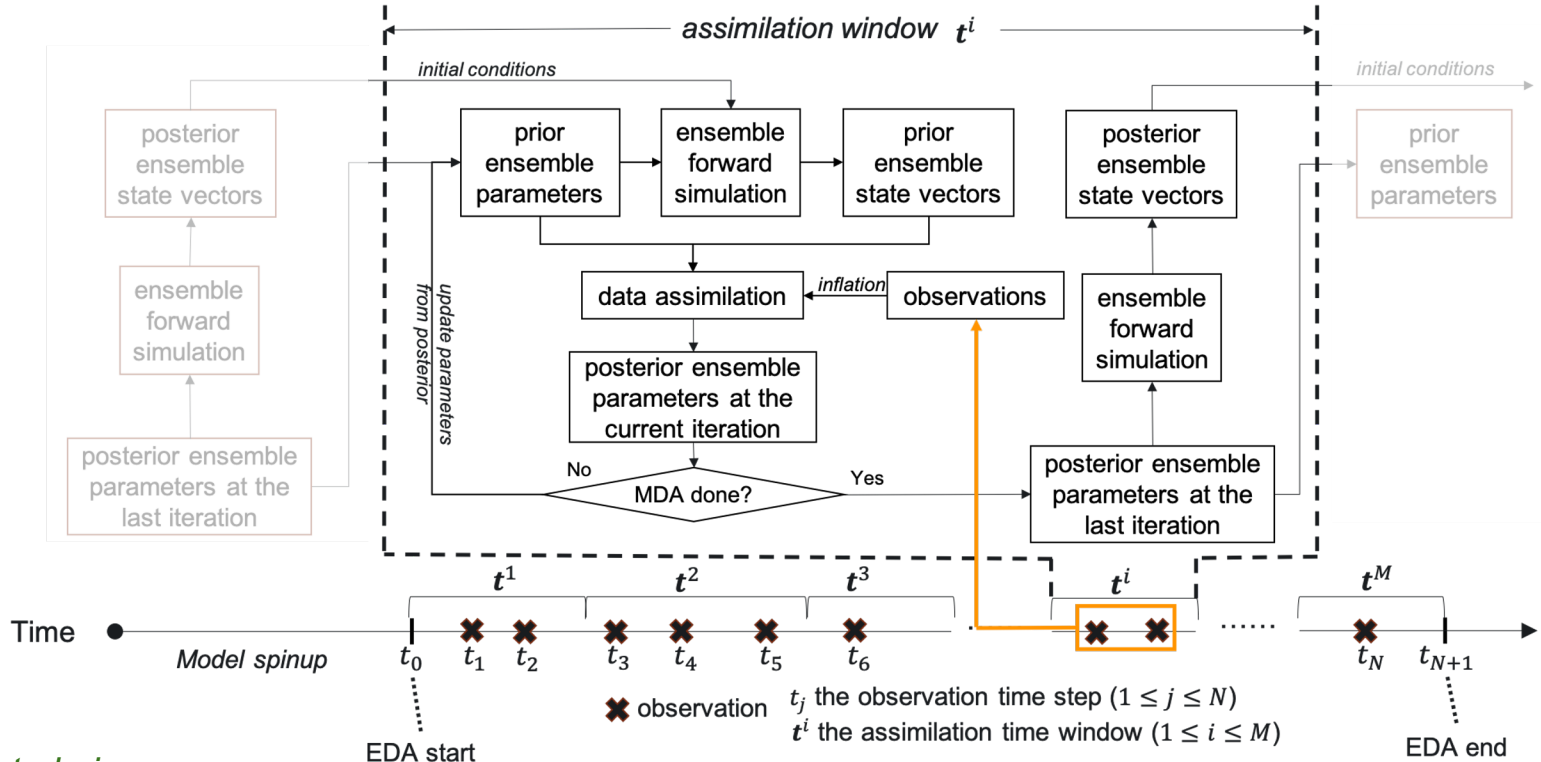 assimilation window t^i
initial conditions
initial conditions
posterior
ensemble
state vectors
prior
ensemble
parameters
ensemble
forward
simulation
prior
ensemble
state vectors
posterior
ensemble
state vectors
prior
ensemble
parameters
ensemble
forward
simulation
update parameters
from posterior
data assimilation
inflation
observations
ensemble
forward
simulation
posterior ensemble
parameters at the
current iteration
posterior ensemble
parameters at the
last iteration
No
MDA done?
Yes
posterior ensemble
parameters at the
last iteration
t^1
t^2
t^3
t^i
t^M
Time
Model spinup
t_0
t_1
t_2
t_3
t_4
t_5
t_6
......
t_N
t_{N+1}
observation
t_j the observation time step (1 ≤ j ≤ N)
t^i the assimilation time window (1 ≤ i ≤ M)
EDA start
EDA end